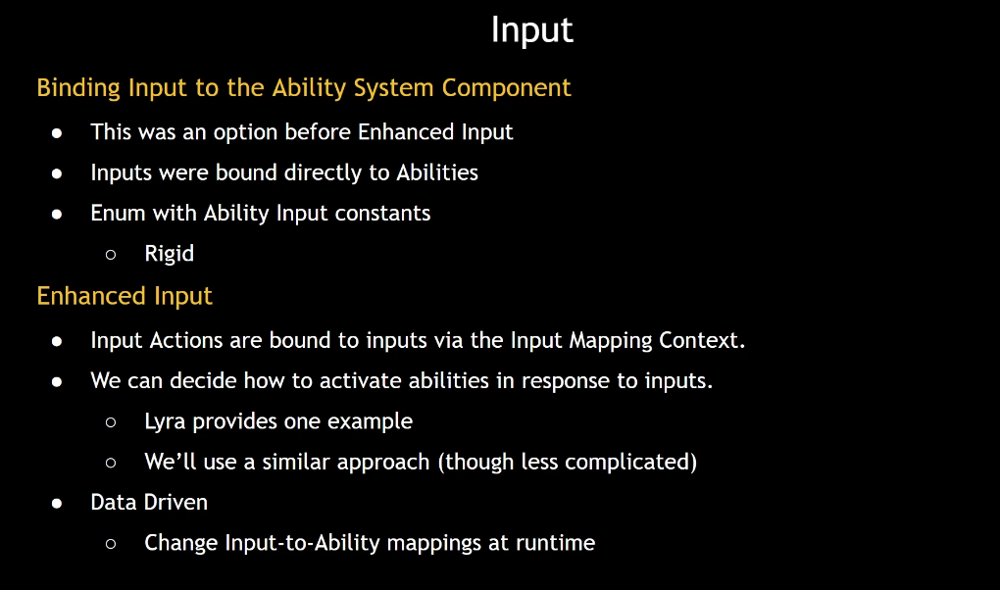 Input
Binding Input to the Ability System Component
● This was an option before Enhanced Input
● Inputs were bound directly to Abilities
● Enum with Ability Input constants
○ Rigid
Enhanced Input
● Input Actions are bound to inputs via the Input Mapping Context.
● We can decide how to activate abilities in response to inputs.
○ Lyra provides one example
○ We’ll use a similar approach (though less complicated)
● Data Driven
○ Change Input-to-Ability mappings at runtime